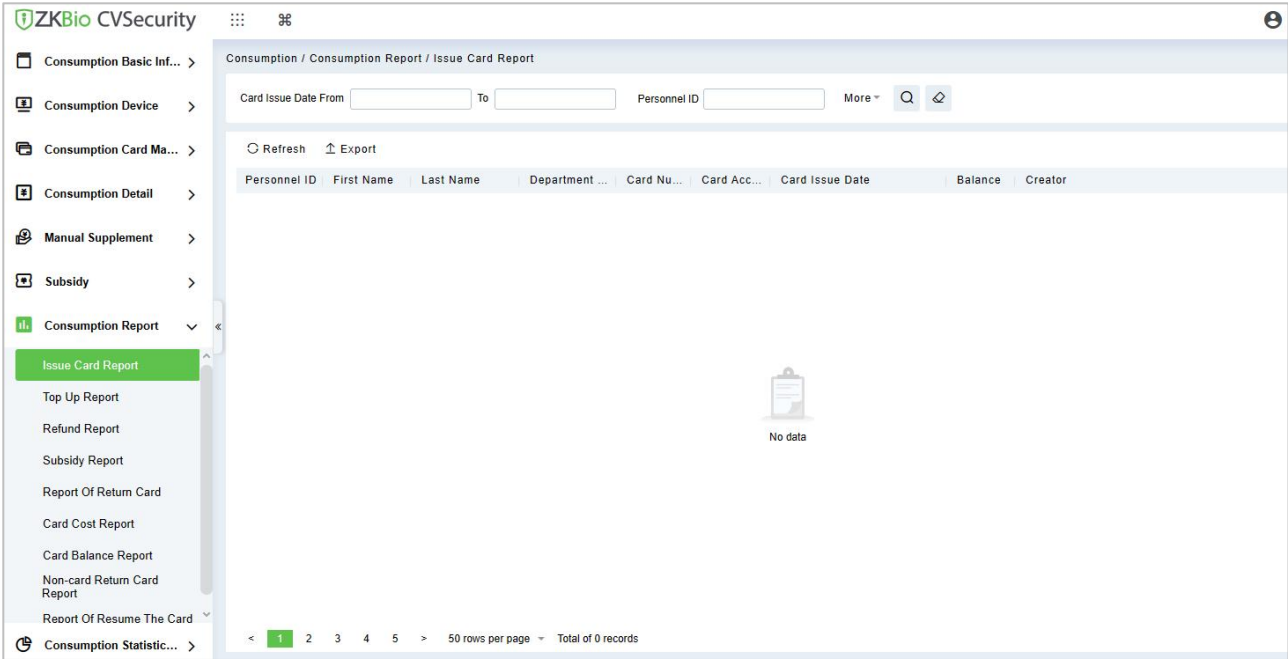 ZKBio CVSecurity
Consumption Basic Inf...
Consumption Device
Consumption Card Ma...
Consumption Detail
Manual Supplement
Subsidy
Consumption Report
Issue Card Report
Top Up Report
Refund Report
Subsidy Report
Report Of Return Card
Card Cost Report
Card Balance Report
Non-card Return Card
Report
Report Of Resume The Card
Consumption Statistic...
Consumption / Consumption Report / Issue Card Report
Card Issue Date From To Personnel ID More
Refresh Export
Personnel ID First Name Last Name Department ... Card Nu... Card Acc... Card Issue Date Balance Creator
No data
< 1 2 3 4 5 > 50 rows per page Total of 0 records